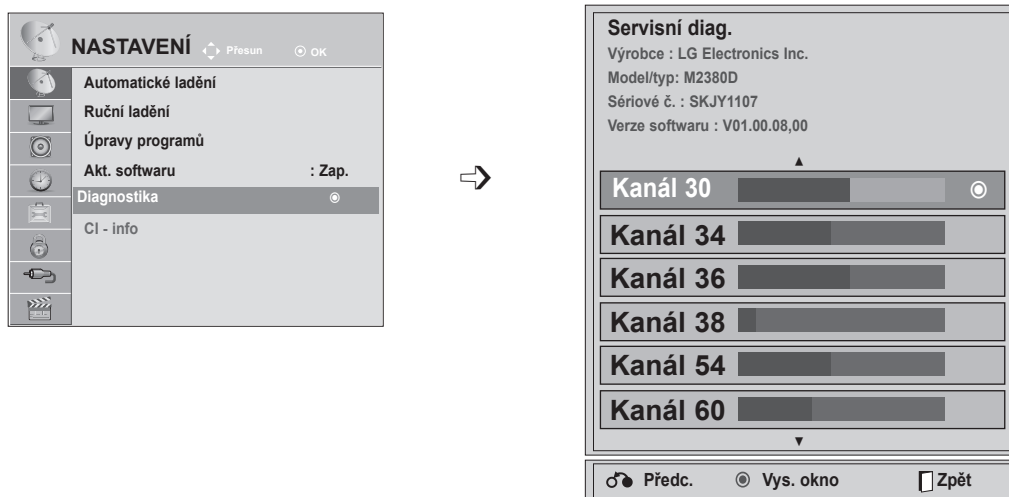 NASTAVENÍ Přesun OK
Automatické ladění
Ruční ladění
Úpravy programů
Akt. softwaru : Zap.
Diagnostika
CI - info
Servisní diag.
Výrobce : LG Electronics Inc.
Model/typ: M2380D
Sériové č. : SKJY1107
Verze softwaru : V01.00.08,00
Kanál 30
Kanál 34
Kanál 36
Kanál 38
Kanál 54
Kanál 60
Předc. Vys. okno Zpět